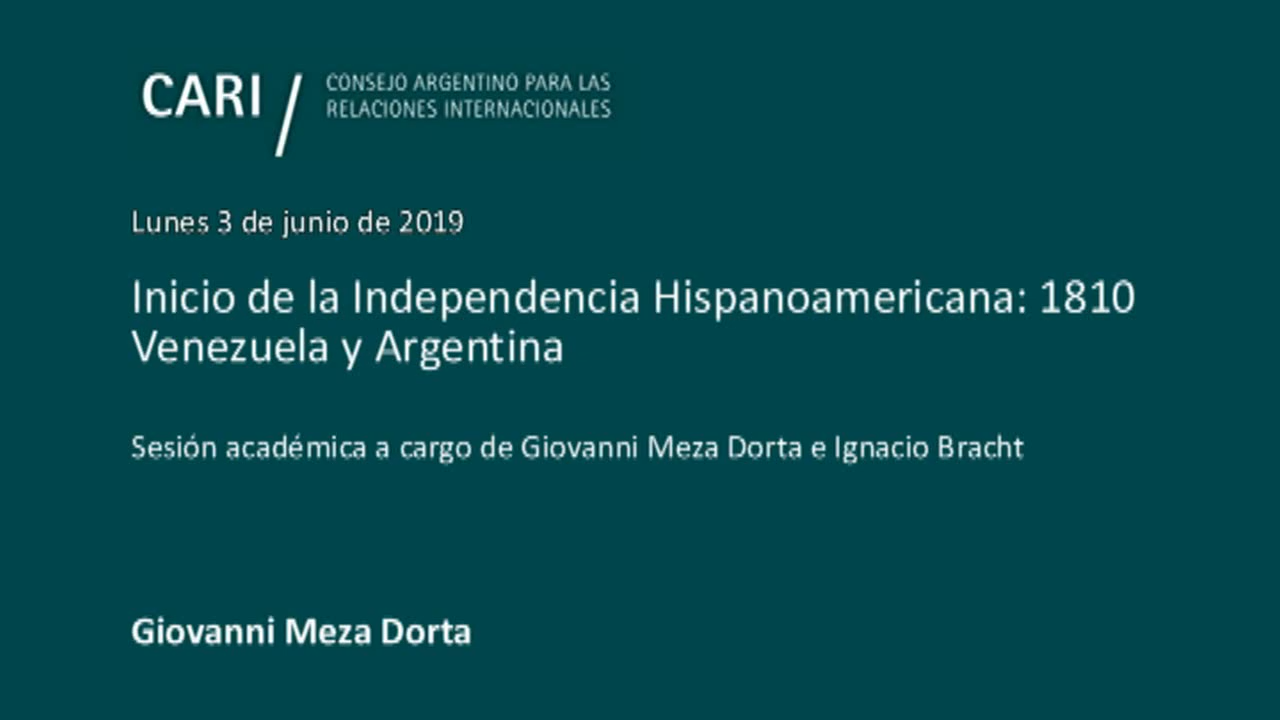 CARI
CONSEJO ARGENTINO PARA LAS
RELACIONES INTERNACIONALES
Lunes 3 de junio de 2019
Inicio de la Independencia Hispanoamericana: 1810
Venezuela y Argentina
Sesión académica a cargo de Giovanni Meza Dorta e Ignacio Bracht
Giovanni Meza Dorta